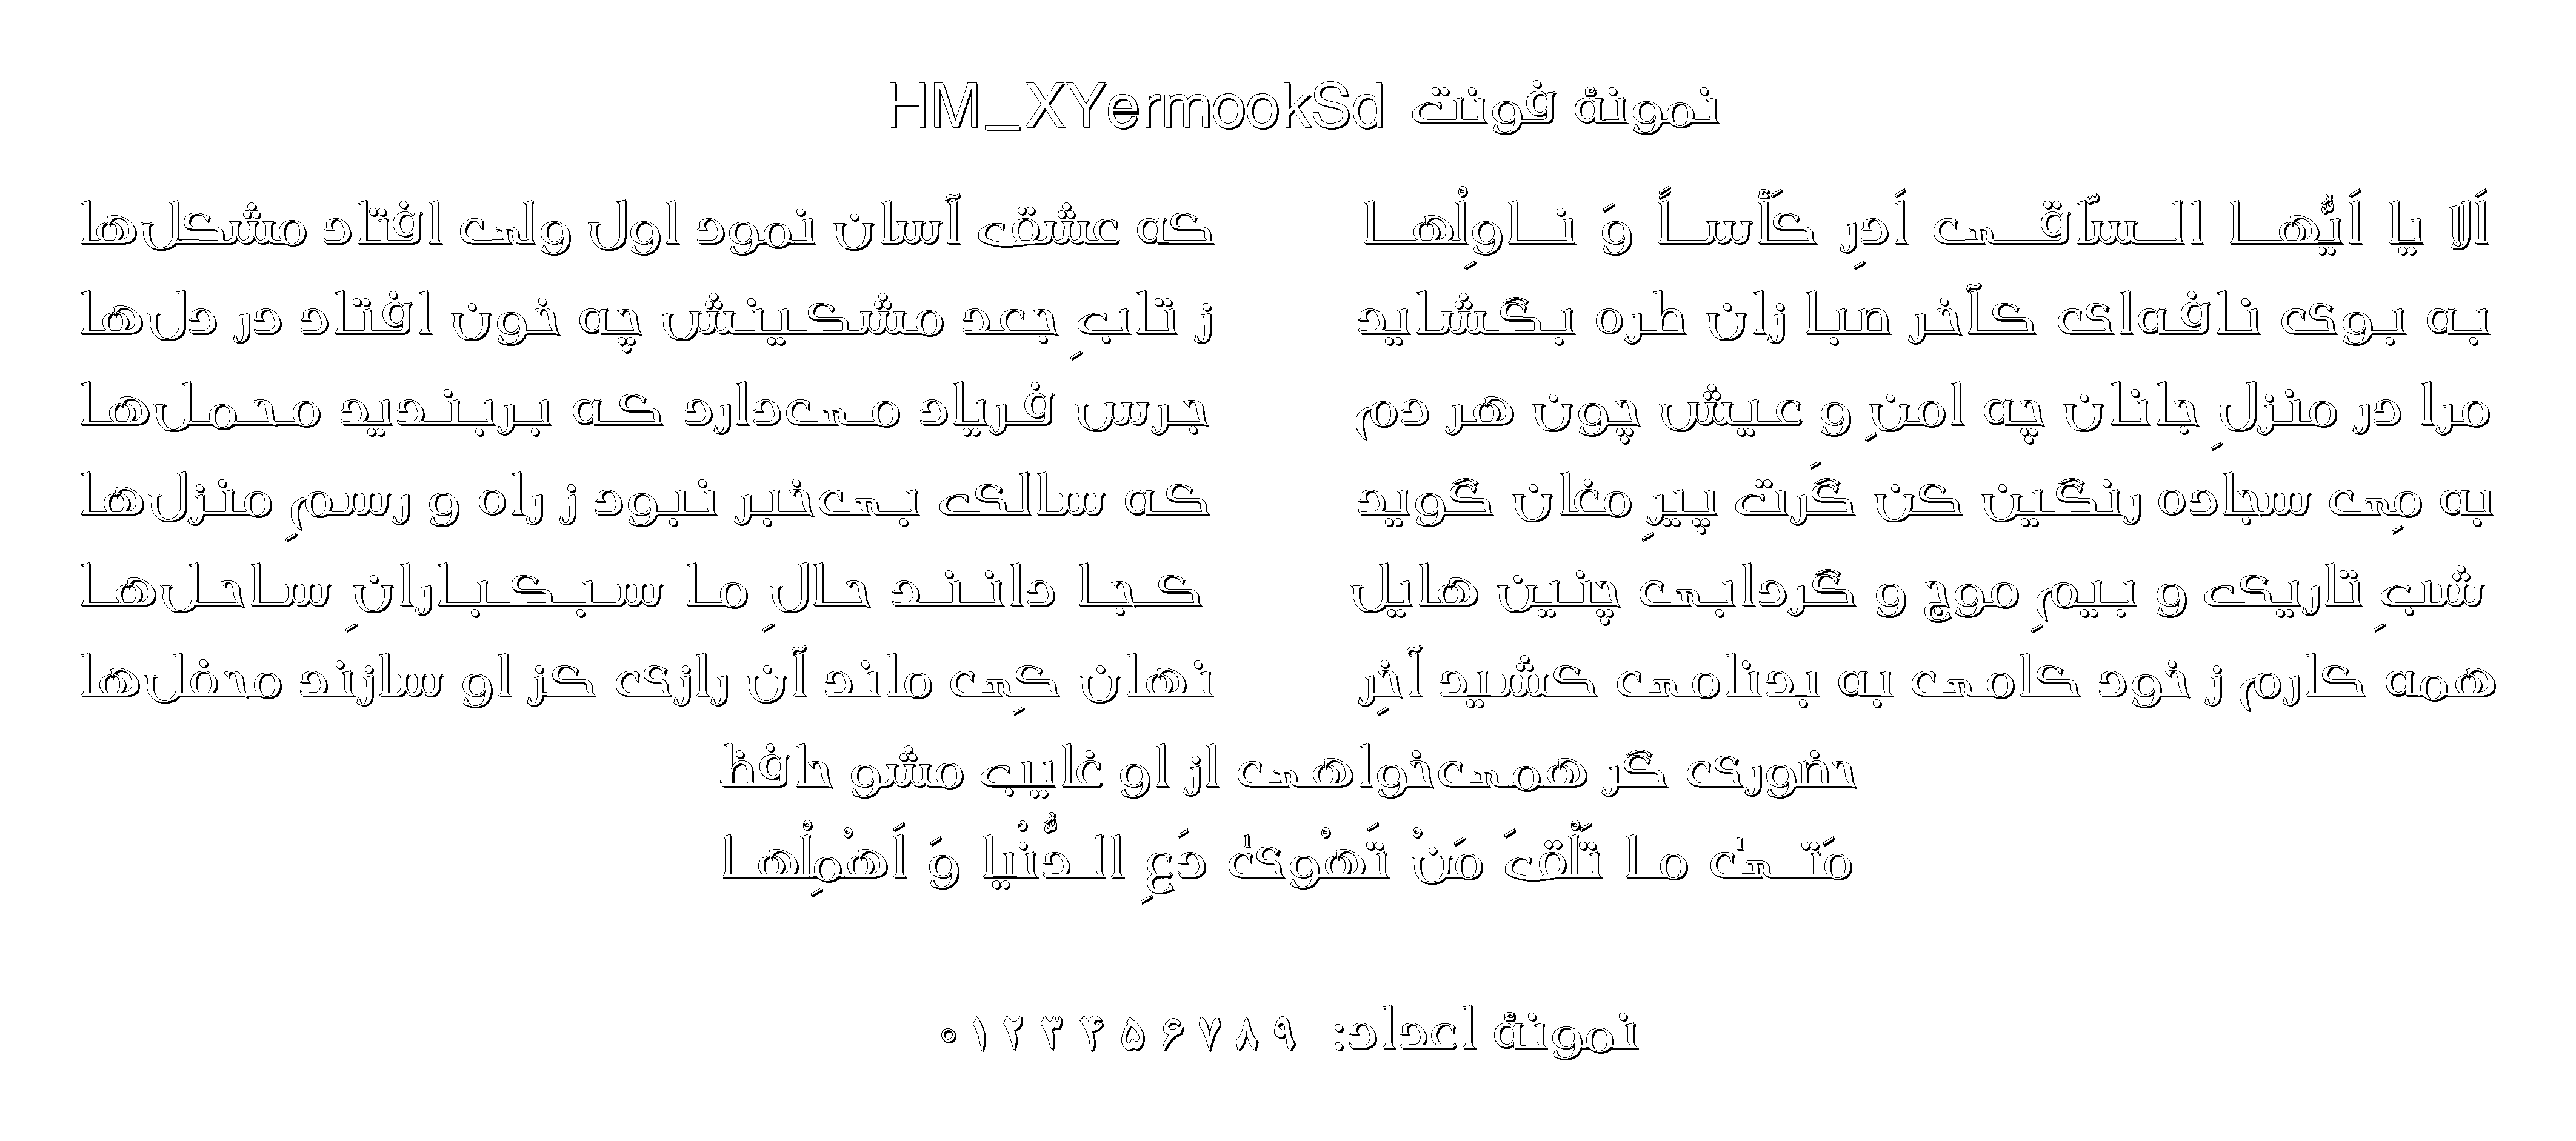 نمونهٔ فونت HM_XYermookSd
اَلا یا اَیُّها السّاقی اَدِرِ کَأْساً وَ ناوِلْها که عشق آسان نمود اول ولی افتاد مشکل‌ها
به بوی نافه‌ای کآخر صبا زان طره بگشاید ز تابِ جعد مشکینش چه خون افتاد در دل‌ها
مرا در منزلِ جانان چه امنِ و عیش چون هر دم جرس فریاد می‌دارد که بربندید محمل‌ها
به مِی سجاده رنگین کن گَرت پیرِ مغان گوید که سالک بی‌خبر نبود ز راه و رسمِ منزل‌ها
شبِ تاریک و بیمِ موج و گردابی چنین هایل کجا دانند حالِ ما سبکبارانِ ساحل‌ها
همه کارم ز خود کامی به بدنامی کشید آخِر نهان کِی ماند آن رازی کز او سازند محفل‌ها
حضوری گر همی‌خواهی از او غایب مشو حافظ
مَتیٰ ما تَلْقَ مَنْ تَهْویٰ دَعِ الدُّنْیا وَ اَهْمِلْها
نمونهٔ اعداد: ۰۱۲۳۴۵۶۷۸۹